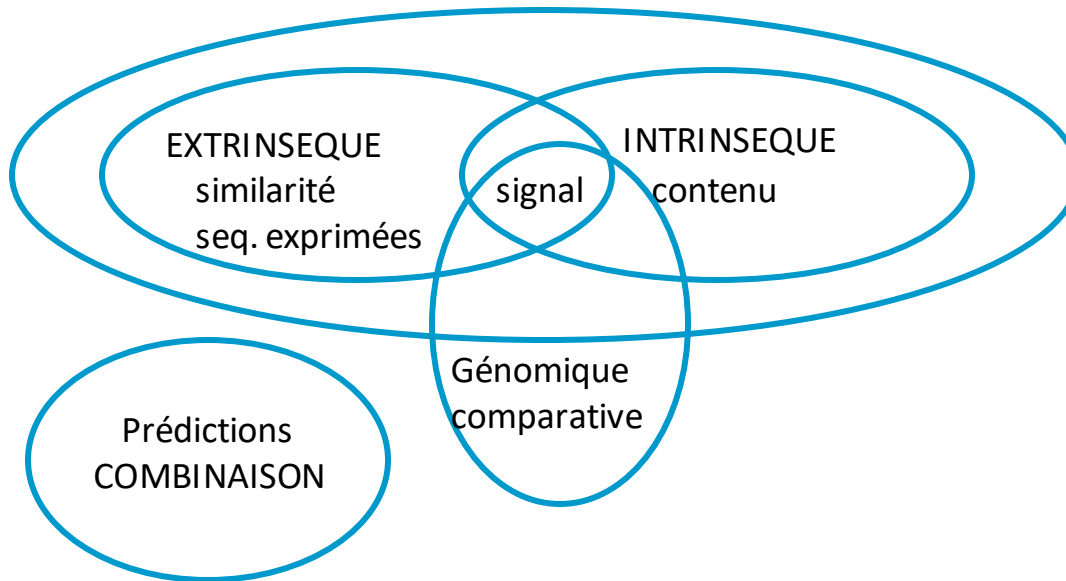 EXTRINSEQUE
similarité
seq. exprimées
signal
INTRINSEQUE
contenu
Génomique
comparative
Prédictions
COMBINAISON